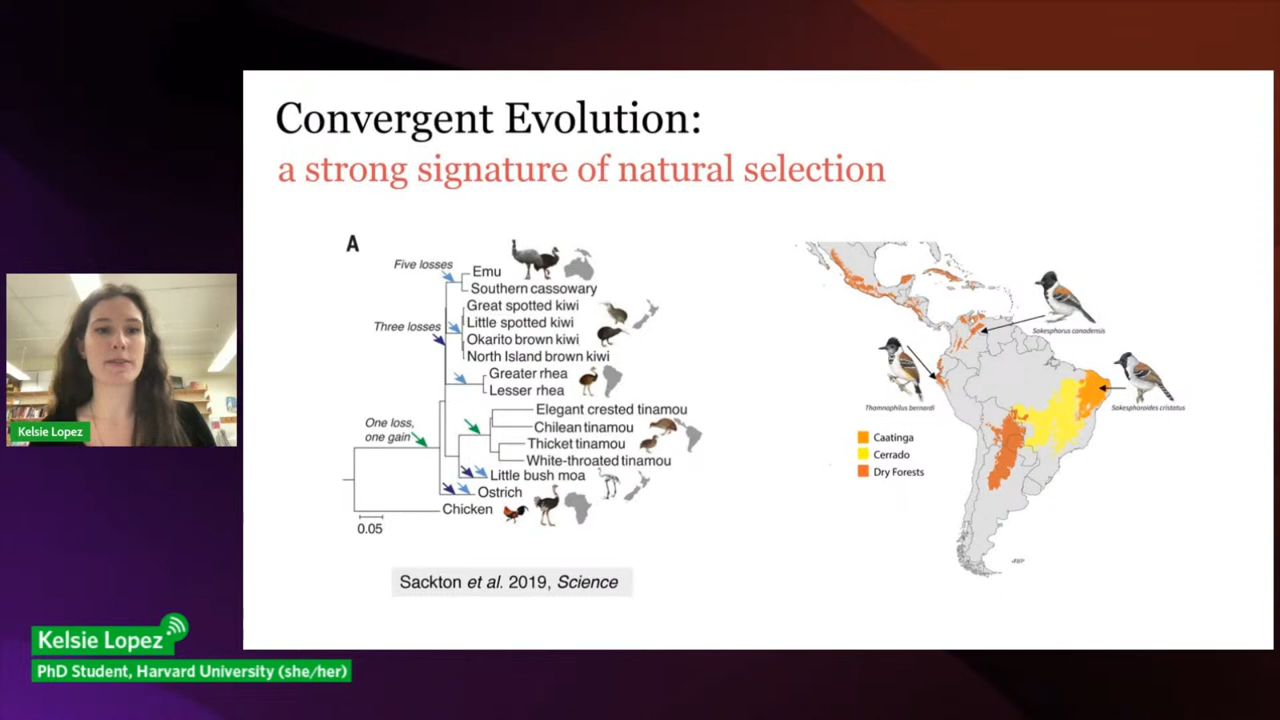 Convergent Evolution:
a strong signature of natural selection
A
Five losses
Emu
Southern cassowary
Great spotted kiwi
Three losses
Little spotted kiwi
Okarito brown kiwi
North Island brown kiwi
Greater rhea
Lesser rhea
One loss,
one gain
Elegant crested tinamou
Chilean tinamou
Thicket tinamou
White-throated tinamou
Little bush moa
Ostrich
Chicken
0.05
Sackton et al. 2019, Science
Sakesphorus canadensis
Thamnophilus bernardi
Sakesphoroides cristatus
Caatinga
Cerrado
Dry Forests
Kelsie Lopez
Kelsie Lopez
PhD Student, Harvard University (she/her)